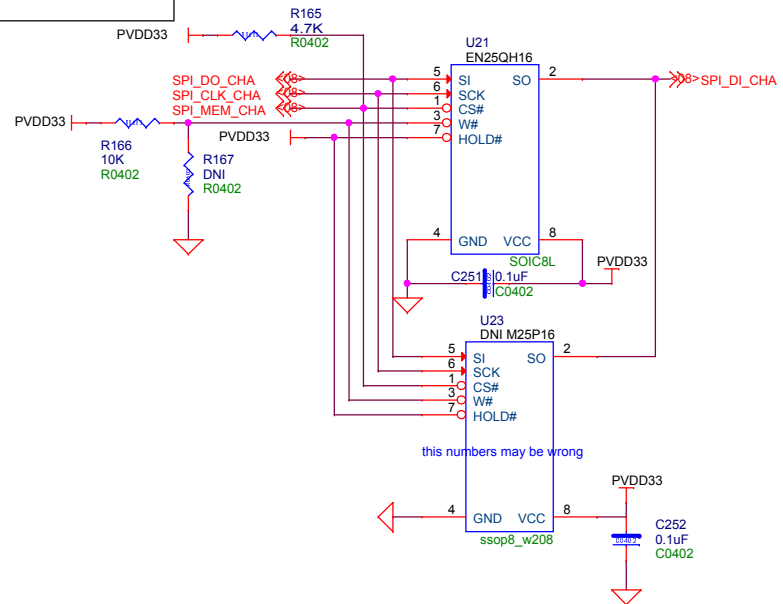 R165
4.7K
R0402
PVDD33
U21
EN25QH16
SPI_DO_CHA
SPI_CLK_CHA
SPI_MEM_CHA
5 SI SO 2
6 SCK
1 CS#
3 W#
7 HOLD#
SPI_DI_CHA
PVDD33
PVDD33
R166
10K
R0402
R167
DNI
R0402
4 GND VCC 8
SOIC8L
PVDD33
C251 0.1uF
C0402
U23
DNI M25P16
5 SI SO 2
6 SCK
1 CS#
3 W#
7 HOLD#
this numbers may be wrong
PVDD33
4 GND VCC 8
ssop8_w208
C252
0.1uF
C0402
C0402